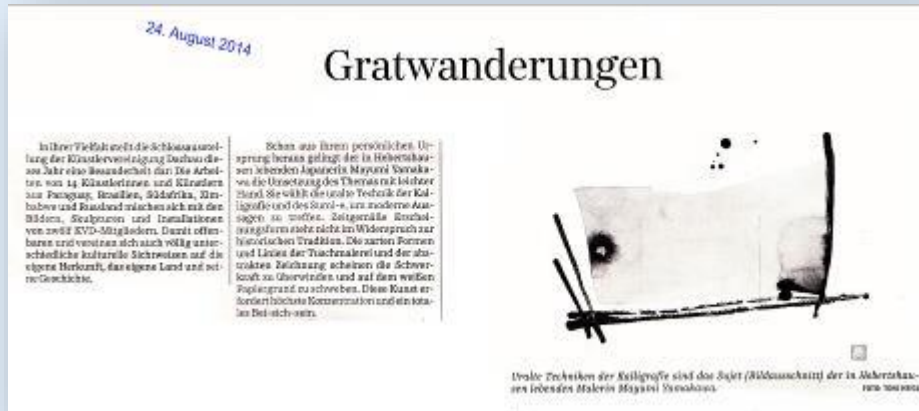 24. August 2014
Gratwanderungen
In ihrer Vielfalt stellt die Schlossausstel-
lung der Künstlervereinigung Dachau die-
ses Jahr eine Besonderheit dar: Die Arbei-
ten von 14 Künstlerinnen und Künstlern
aus Paraguay, Brasilien, Südafrika, Zim-
babwe und Russland mischen sich mit den
Bildern, Skulpturen und Installationen
von zwölf KVD-Mitgliedern. Damit offen-
baren und vereinen sich auch völlig unter-
schiedliche kulturelle Sichtweisen auf die
eigene Herkunft, das eigene Land und sei-
ne Geschichte.
Schon aus ihrem persönlichen Ur-
sprung heraus gelingt der in Hebertshau-
sen lebenden Japanerin Mayumi Yamaka-
wa die Umsetzung des Themas mit leichter
Hand. Sie wählt die uralte Technik der Kal-
ligrafie und des Sumi-e, um moderne Aus-
sagen zu treffen. Zeitgemäße Erschei-
nungsform steht nicht im Widerspruch zur
historischen Tradition. Die zarten Formen
und Linien der Tuschmalerei und der abs-
trakten Zeichnung scheinen die Schwer-
kraft zu überwinden und auf dem weißen
Papiergrund zu schweben. Diese Kunst er-
fordert höchste Konzentration und ein tota-
les Bei-sich-sein.
Uralte Techniken der Kalligrafie sind das Sujet (Bildausschnitt) der in Hebertshau-
sen lebenden Malerin Mayumi Yamakawa.
FOTO: